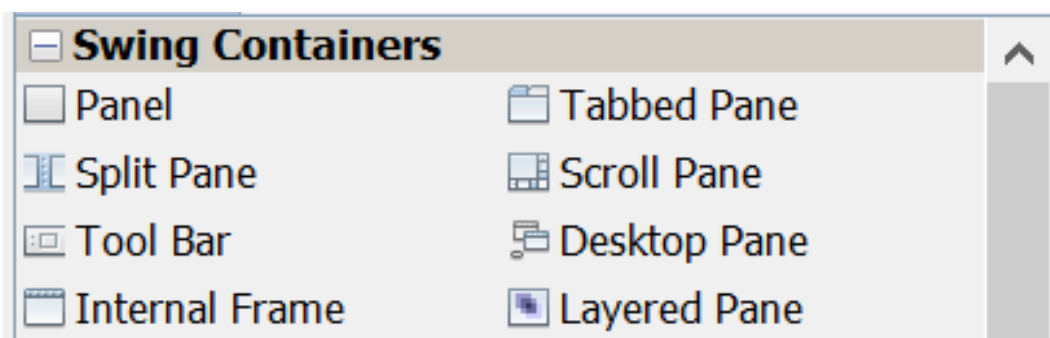 Swing Containers
Panel Tabbed Pane
Split Pane Scroll Pane
Tool Bar Desktop Pane
Internal Frame Layered Pane